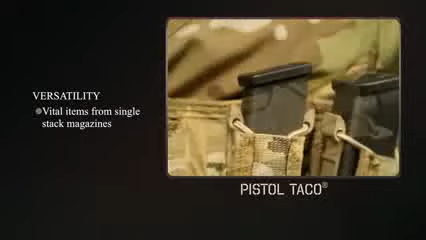 VERSATILITY
Vital items from single
stack magazines
PISTOL TACO®